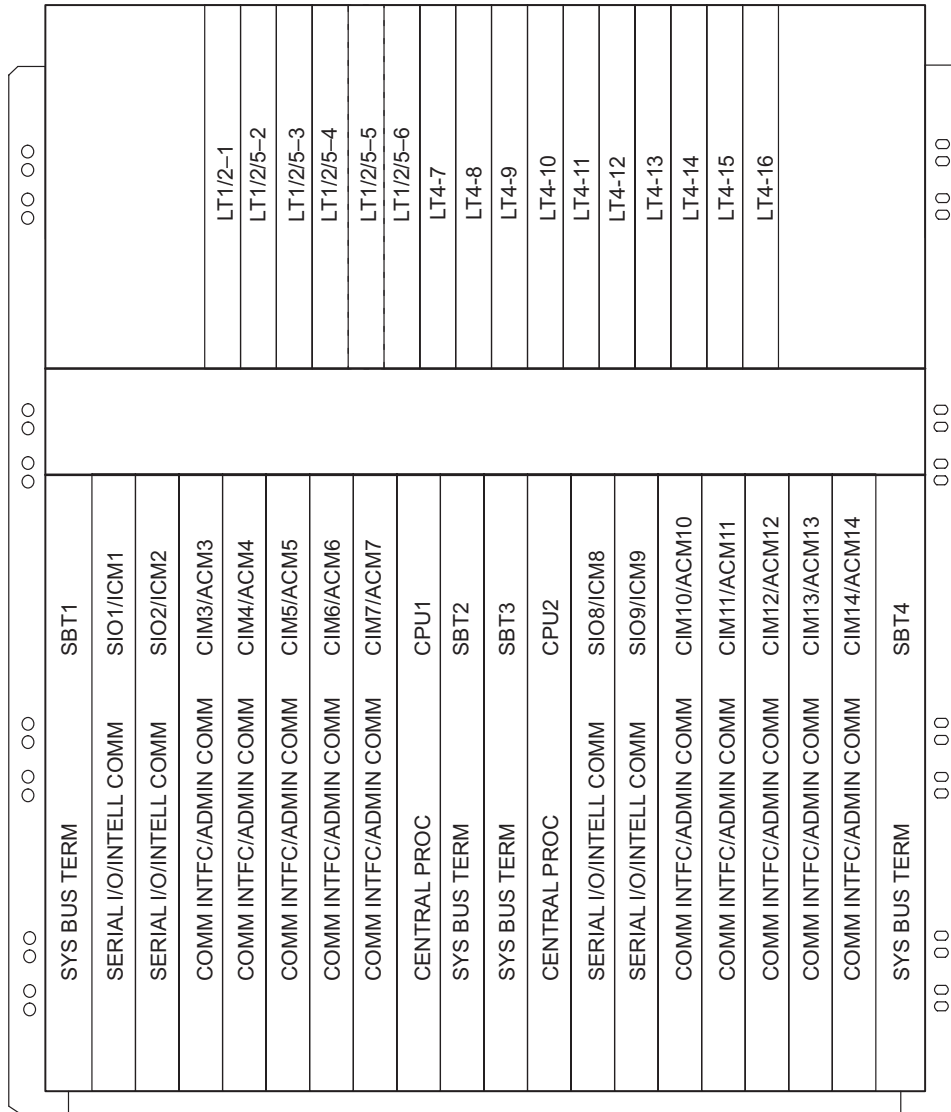 LT1/2–1
LT1/2/5–2
LT1/2/5–3
LT1/2/5–4
LT1/2/5–5
LT1/2/5–6
LT4-7
LT4-8
LT4-9
LT4-10
LT4-11
LT4-12
LT4-13
LT4-14
LT4-15
LT4-16
SYS BUS TERM SBT1
SERIAL I/O/INTELL COMM SIO1/ICM1
SERIAL I/O/INTELL COMM SIO2/ICM2
COMM INTFC/ADMIN COMM CIM3/ACM3
COMM INTFC/ADMIN COMM CIM4/ACM4
COMM INTFC/ADMIN COMM CIM5/ACM5
COMM INTFC/ADMIN COMM CIM6/ACM6
COMM INTFC/ADMIN COMM CIM7/ACM7
CENTRAL PROC CPU1
SYS BUS TERM SBT2
SYS BUS TERM SBT3
CENTRAL PROC CPU2
SERIAL I/O/INTELL COMM SIO8/ICM8
SERIAL I/O/INTEL COMM SIO9/ICM9
COMM INTFC/ADMIN COMM CIM10/ACM10
COMM INTFC/ADMIN COMM CIM11/ACM11
COMM INTFC/ADMIN COMM CIM12/ACM12
COMM INTFC/ADMIN COMM CIM13/ACM13
COMM INTFC/ADMIN COMM CIM14/ACM14
SYS BUS TERM SBT4